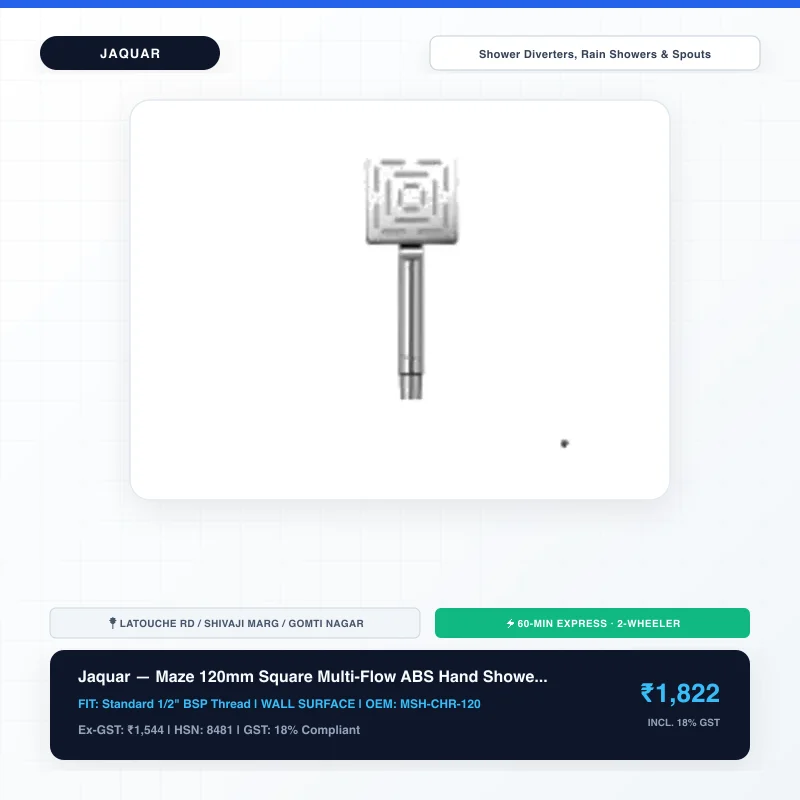 JAQUAR
Shower Diverters, Rain Showers & Spouts
LATOUCHE RD / SHIVAJI MARG / GOMTI NAGAR
60-MIN EXPRESS · 2-WHEELER
Jaquar — Maze 120mm Square Multi-Flow ABS Hand Showe...
FIT: Standard 1/2" BSP Thread | WALL SURFACE | OEM: MSH-CHR-120
Ex-GST: ₹1,544 | HSN: 8481 | GST: 18% Compliant
₹1,822
INCL. 18% GST